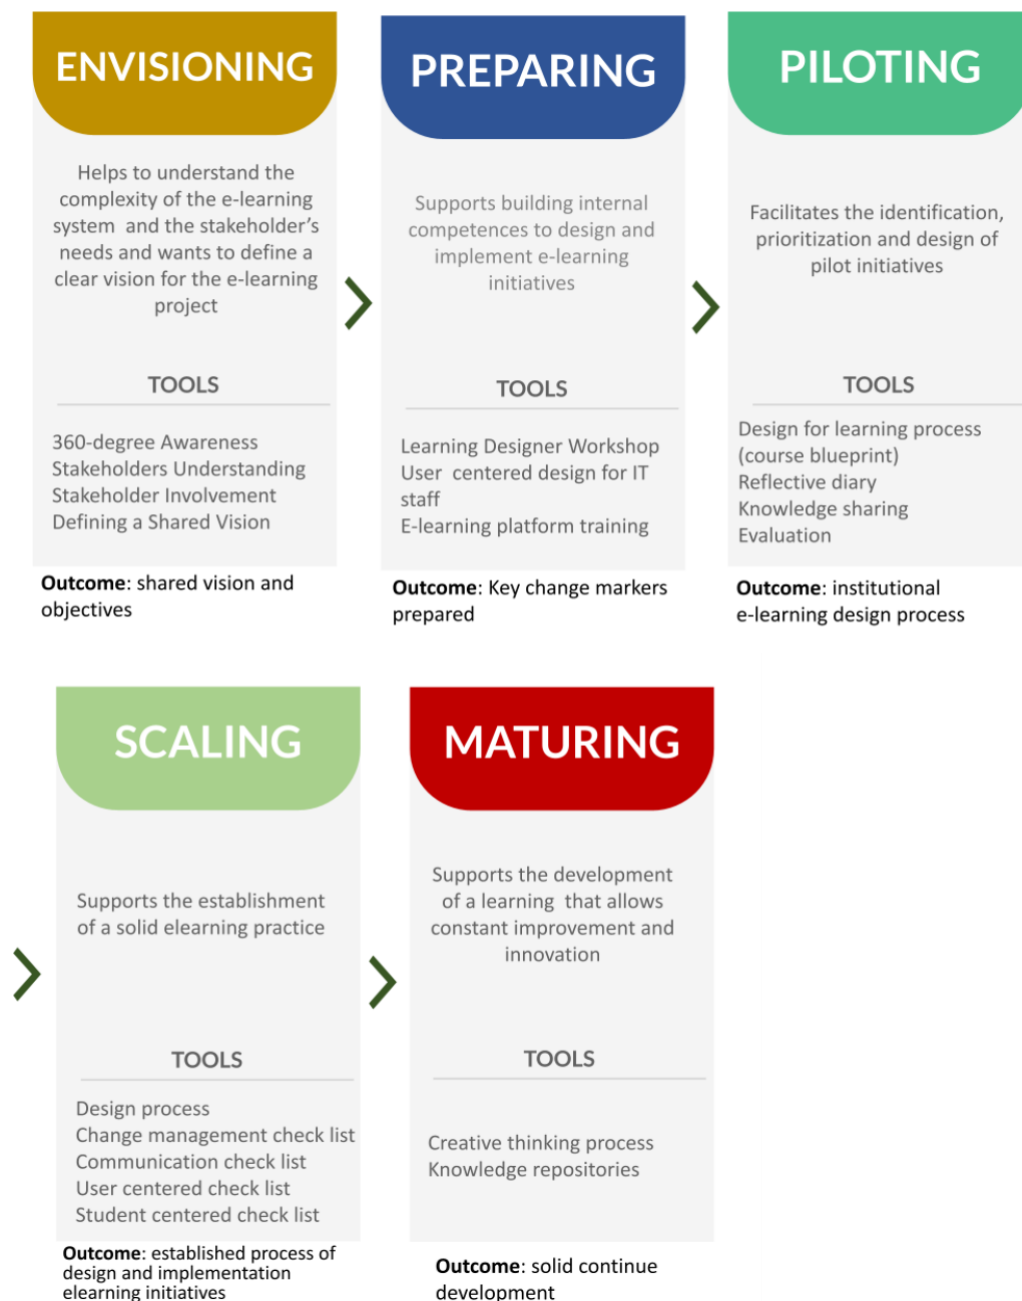 ENVISIONING
Helps to understand the
complexity of the e-learning
system and the stakeholder's
needs and wants to define a
clear vision for the e-learning
project
TOOLS
360-degree Awareness
Stakeholders Understanding
Stakeholder Involvement
Defining a Shared Vision
Outcome: shared vision and
objectives
PREPARING
Supports building internal
competences to design and
implement e-learning
initiatives
TOOLS
Learning Designer Workshop
User centered design for IT
staff
E-learning platform training
Outcome: Key change markers
prepared
PILOTING
Facilitates the identification,
prioritization and design of
pilot initiatives
TOOLS
Design for learning process
(course blueprint)
Reflective diary
Knowledge sharing
Evaluation
Outcome: institutional
e-learning design process
SCALING
Supports the establishment
of a solid elearning practice
TOOLS
Design process
Change management check list
Communication check list
User centered check list
Student centered check list
Outcome: established process of
design and implementation
elearning initiatives
MATURING
Supports the development
of a learning that allows
constant improvement and
innovation
TOOLS
Creative thinking process
Knowledge repositories
Outcome: solid continue
development